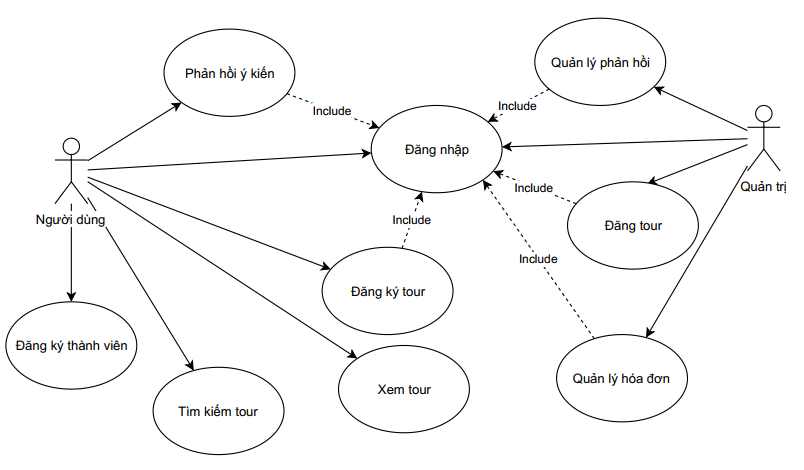 Phản hồi ý kiến
Quản lý phản hồi
Include
Include
Đăng nhập
Người dùng
Quản trị
Include
Include
Đăng tour
Include
Đăng ký tour
Đăng ký thành viên
Tìm kiếm tour
Xem tour
Quản lý hóa đơn